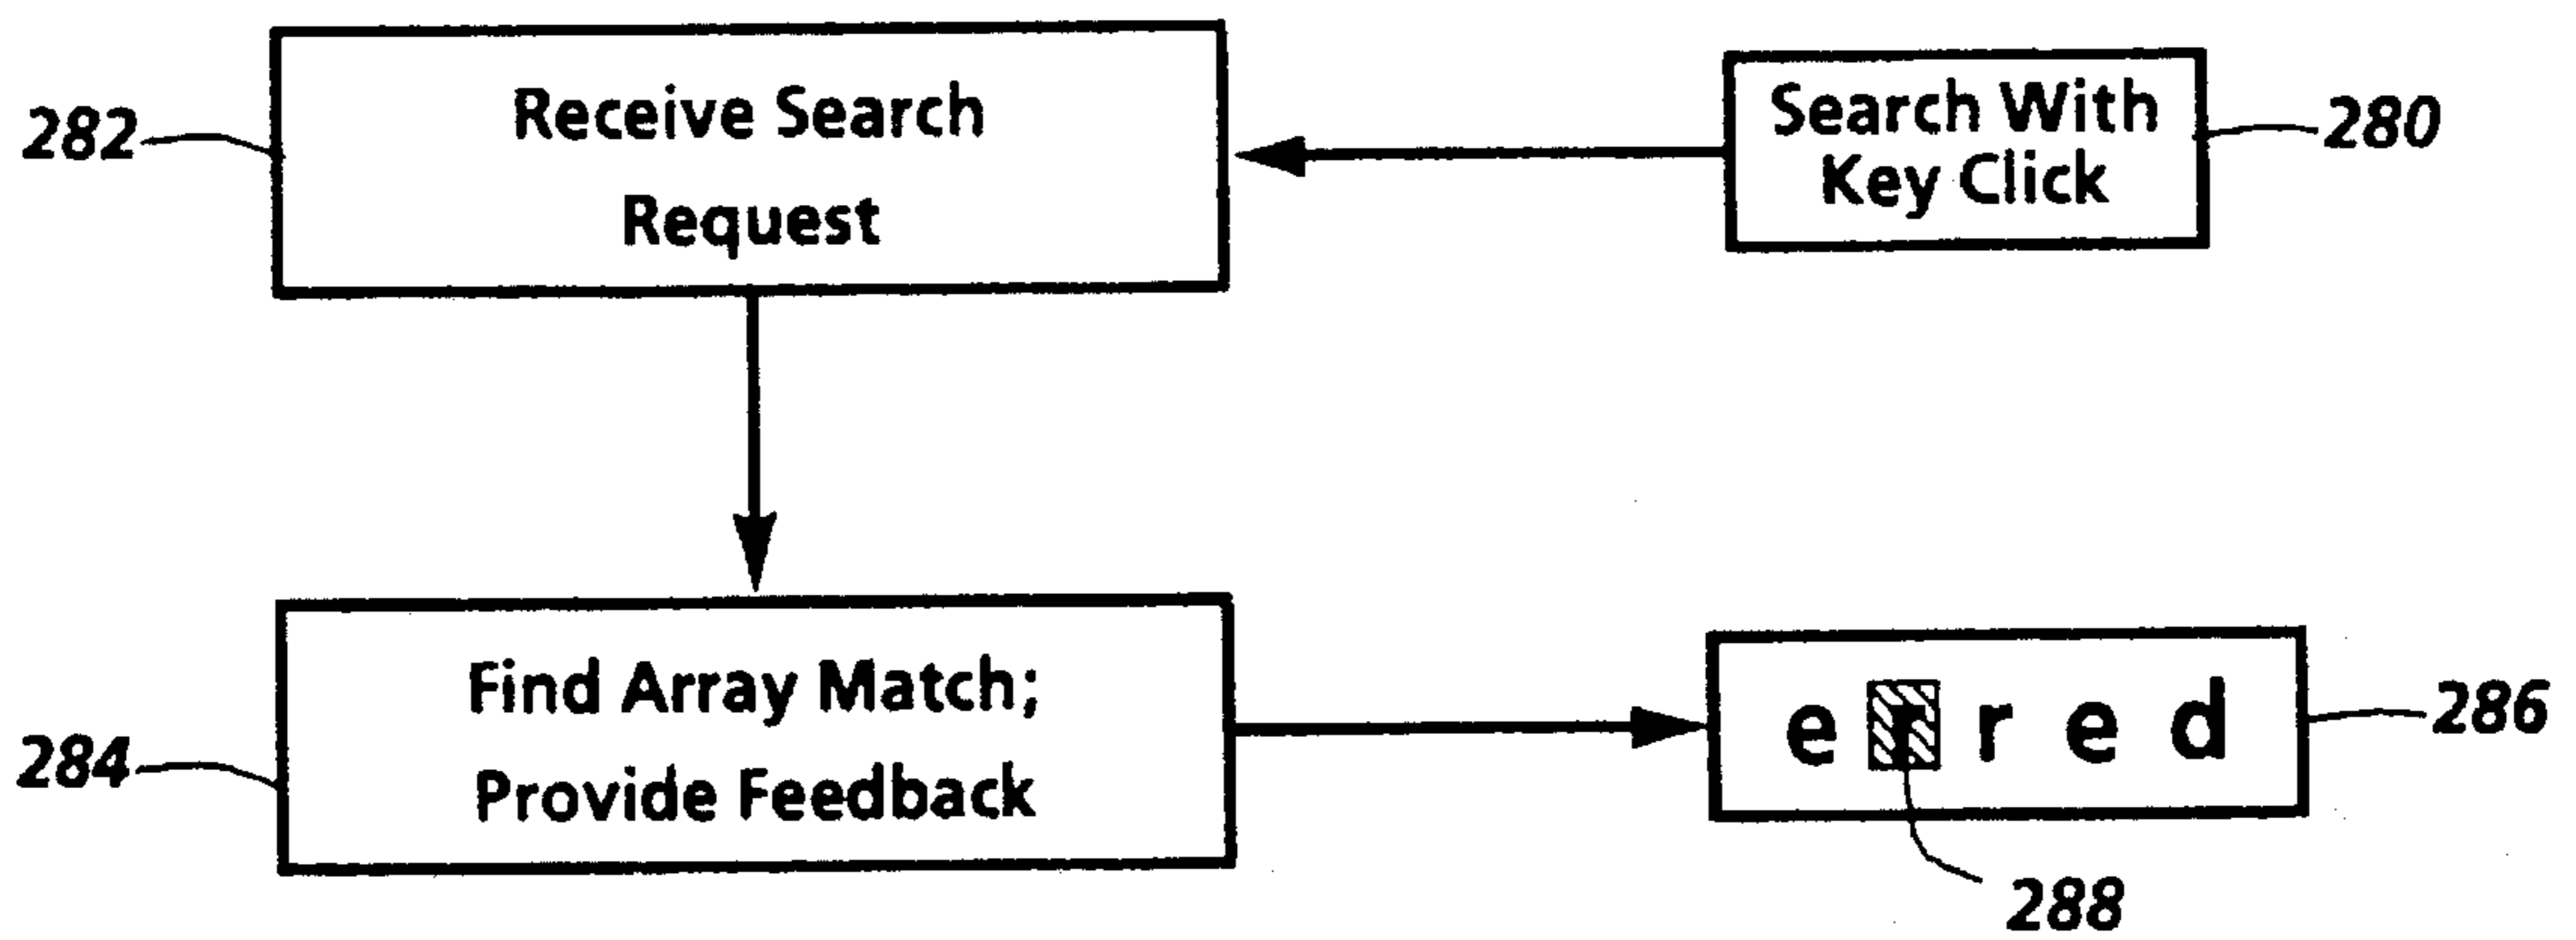 282
Receive Search
Request
Search With
Key Click
280
284
Find Array Match;
Provide Feedback
e r r e d
286
288